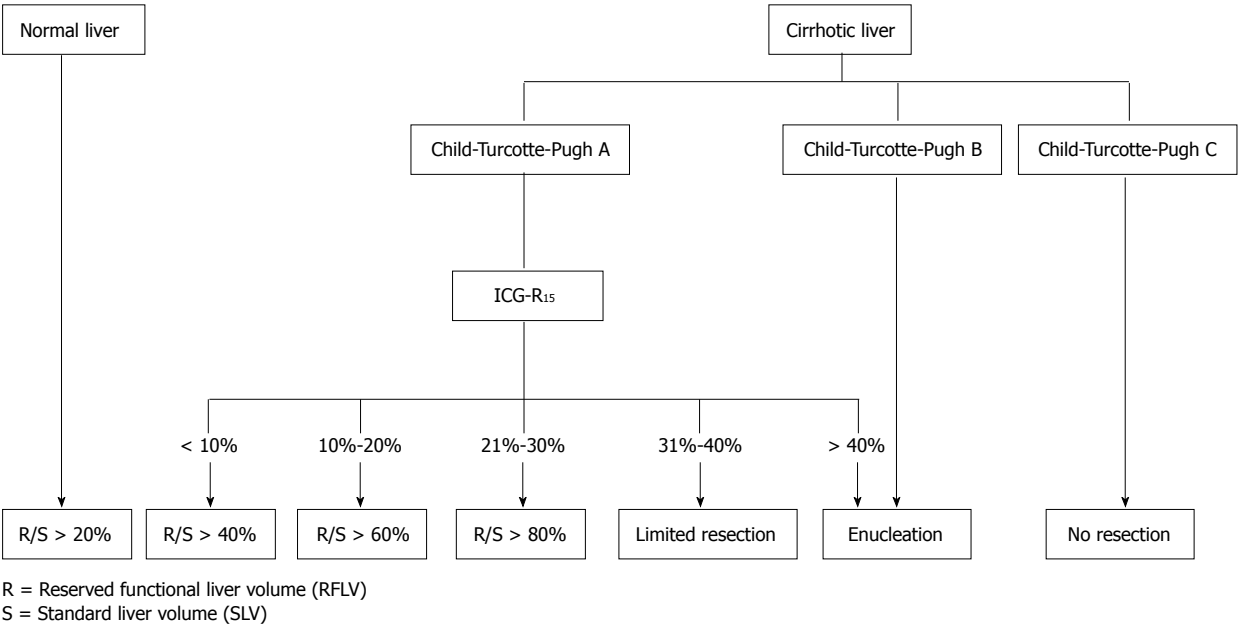 Normal liver
Cirrhotic liver
Child-Turcotte-Pugh A
Child-Turcotte-Pugh B
Child-Turcotte-Pugh C
ICG-R₁₅
< 10%
10%-20%
21%-30%
31%-40%
> 40%
R/S > 20%
R/S > 40%
R/S > 60%
R/S > 80%
Limited resection
Enucleation
No resection
R = Reserved functional liver volume (RFLV)
S = Standard liver volume (SLV)